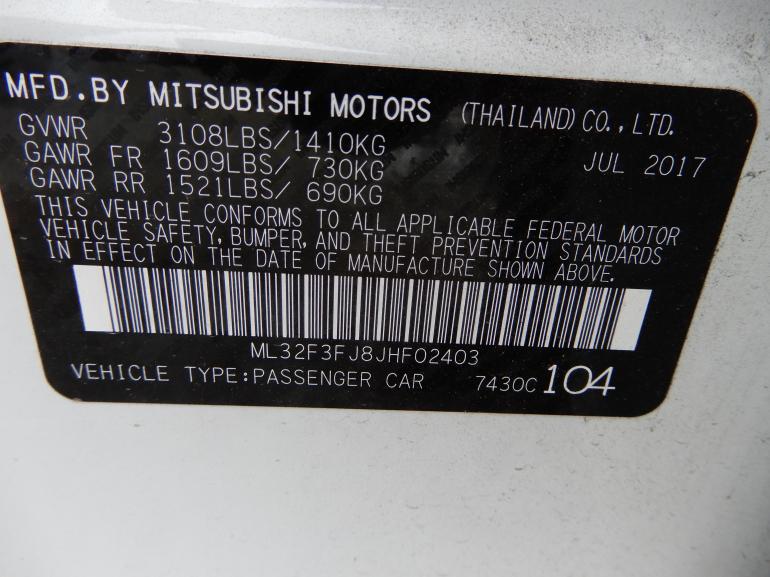 MFD.BY MITSUBISHI MOTORS (THAILAND) CO.,LTD.
GVWR 3108LBS/1410KG JUL 2017
GAWR FR 1609LBS/ 730KG
GAWR RR 1521LBS/ 690KG
THIS VEHICLE CONFORMS TO ALL APPLICABLE FEDERAL MOTOR
VEHICLE SAFETY, BUMPER, AND THEFT PREVENTION STANDARDS
IN EFFECT ON THE DATE OF MANUFACTURE SHOWN ABOVE.
ML32F3FJ8JHF02403
VEHICLE TYPE:PASSENGER CAR 7430C 104